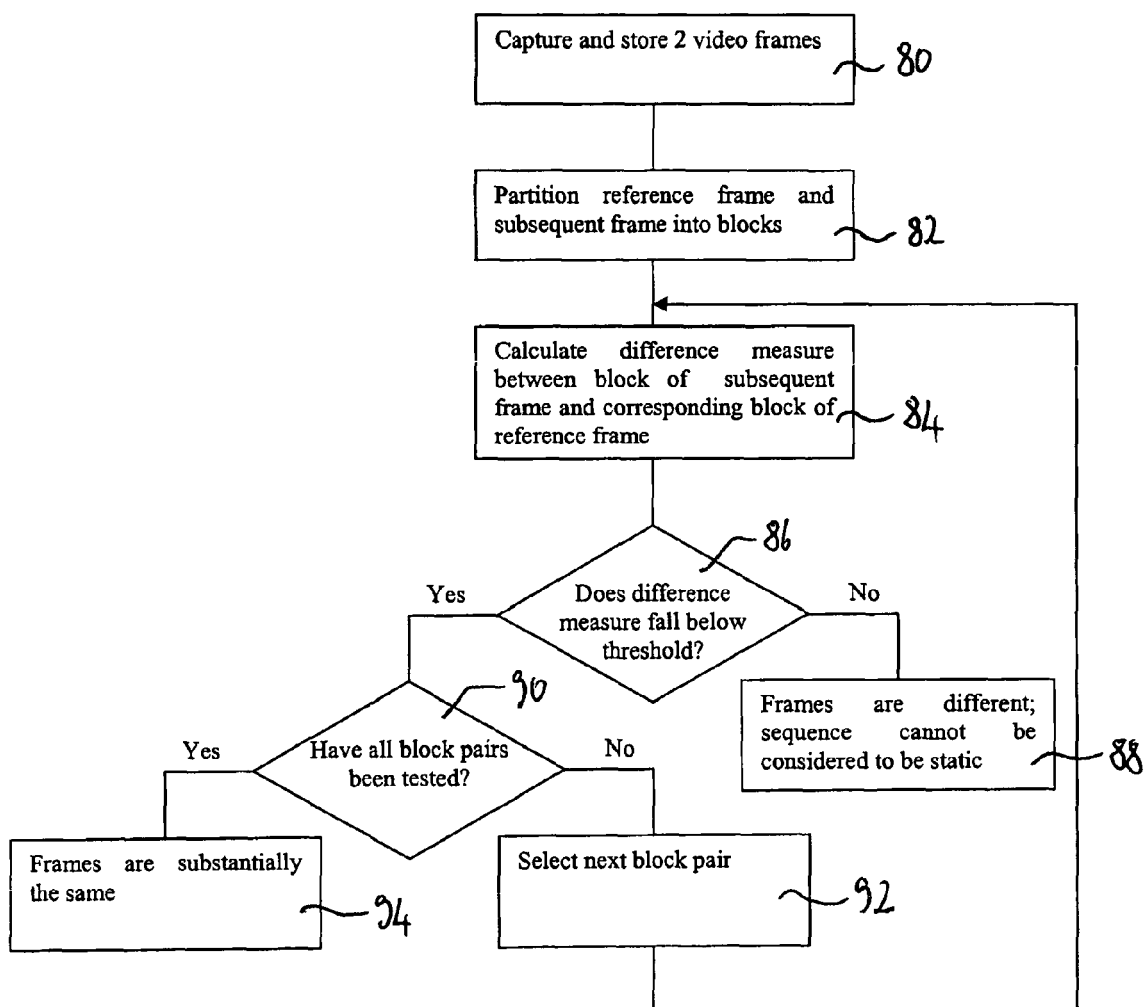 Capture and store 2 video frames
80
Partition reference frame and
subsequent frame into blocks
82
Calculate difference measure
between block of subsequent
frame and corresponding block of
reference frame
84
86
Yes
No
Does difference
measure fall below
threshold?
90
Yes
No
Have all block pairs
been tested?
Frames are different;
sequence cannot be
considered to be static
88
Frames are substantially
the same
94
Select next block pair
92